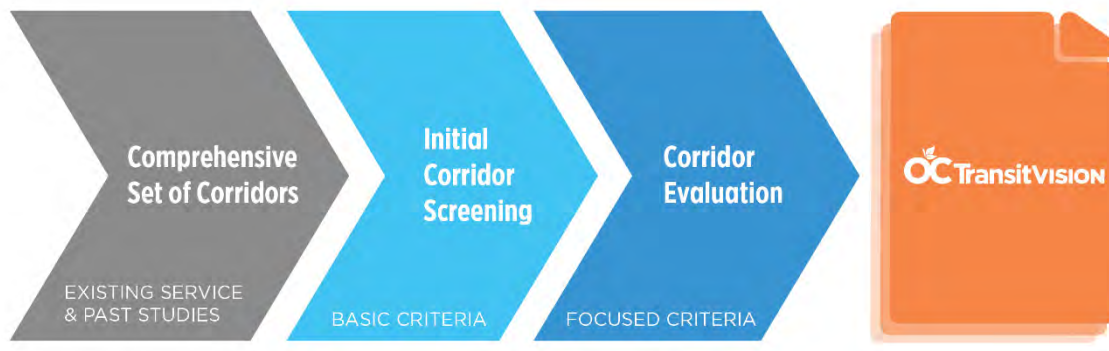 Comprehensive
Set of Corridors
EXISTING SERVICE
& PAST STUDIES
Initial
Corridor
Screening
BASIC CRITERIA
Corridor
Evaluation
FOCUSED CRITERIA
OC TransitVISION